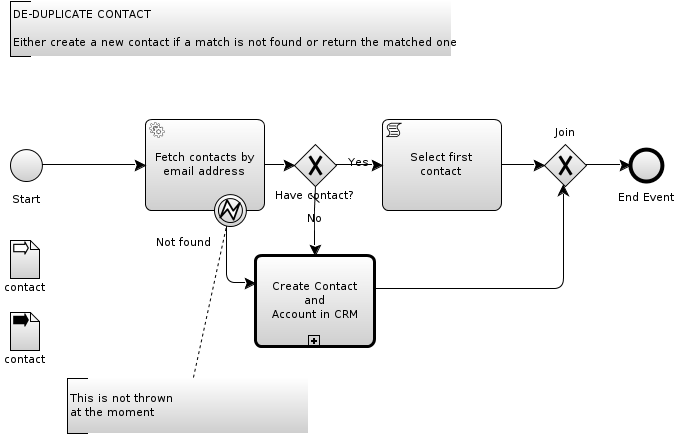 DE-DUPLICATE CONTACT
Either create a new contact if a match is not found or return the matched one
Join
Fetch contacts by
email address
Yes
Select first
contact
Start
Have contact?
End Event
No
Not found
contact
Create Contact
and
Account in CRM
contact
This is not thrown
at the moment